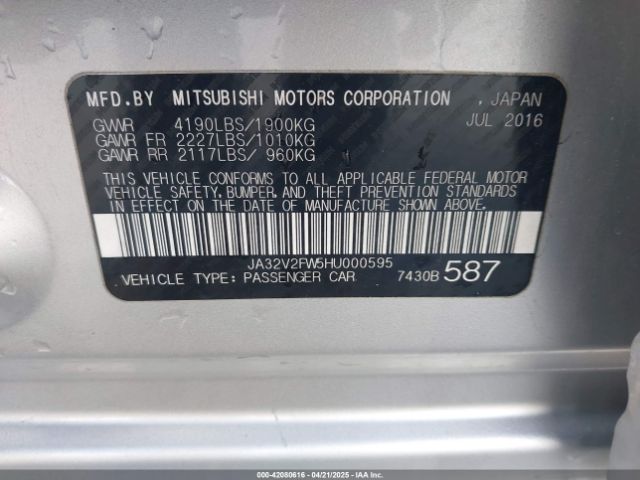 MFD.BY MITSUBISHI MOTORS CORPORATION , JAPAN
JUL 2016
GVWR 4190LBS/1900KG
GAWR FR 2227LBS/1010KG
GAWR RR 2117LBS/ 960KG
THIS VEHICLE CONFORMS TO ALL APPLICABLE FEDERAL MOTOR
VEHICLE SAFETY, BUMPER, AND THEFT PREVENTION STANDARDS
IN EFFECT ON THE DATE OF MANUFACTURE SHOWN ABOVE.
JA32V2FW5HU000595
VEHICLE TYPE: PASSENGER CAR 7430B 587
000-42080616 - 04/21/2025 - IAA Inc.